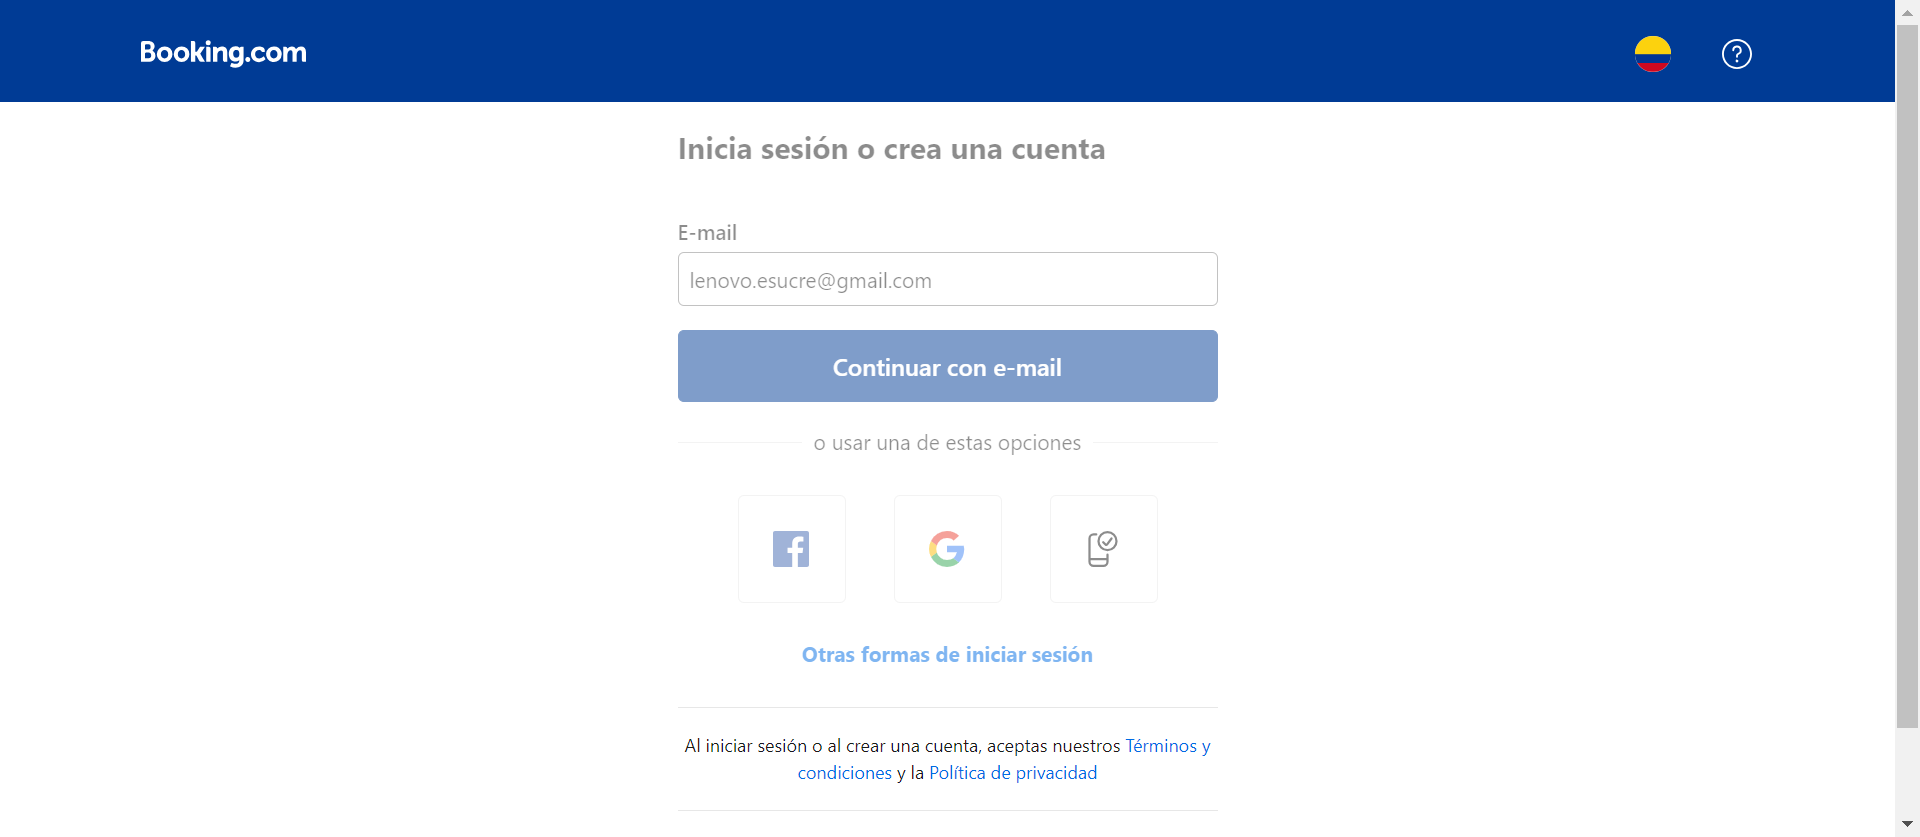 Booking.com
Inicia sesión o crea una cuenta
E-mail
lenovo.esucre@gmail.com
Continuar con e-mail
o usar una de estas opciones
Otras formas de iniciar sesión
Al iniciar sesión o al crear una cuenta, aceptas nuestros Términos y
condiciones y la Política de privacidad